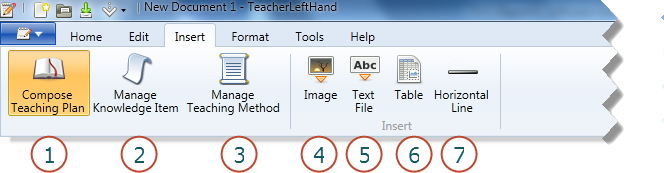 New Document 1 - TeacherLeftHand
Home Edit Insert Format Tools Help
Abc
Compose Manage Manage Image Text Table Horizontal
Teaching Plan Knowledge Item Teaching Method File Line
Insert
1 2 3 4 5 6 7